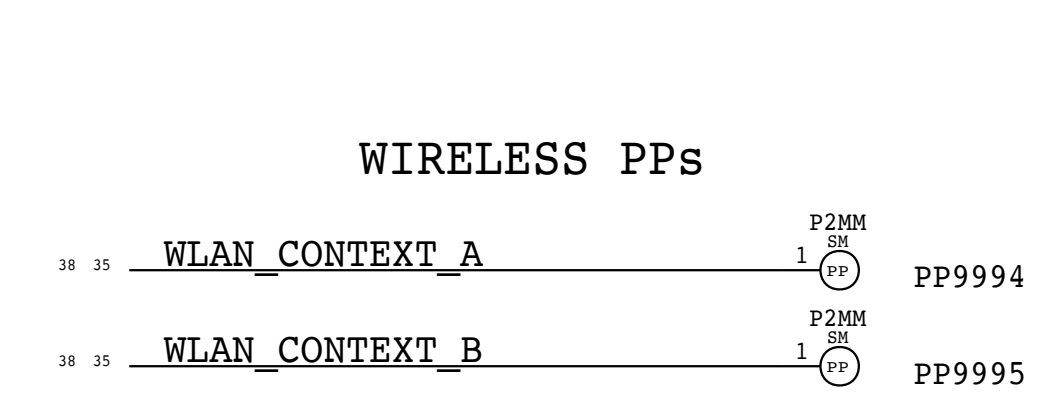 WIRELESS PPs
P2MM
SM
38 35 WLAN_CONTEXT_A 1 PP PP9994
P2MM
SM
38 35 WLAN_CONTEXT_B 1 PP PP9995